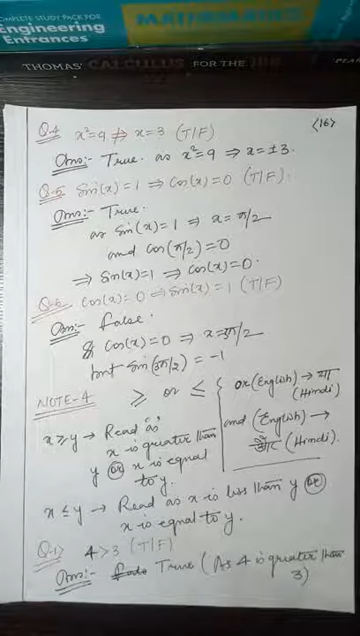 COMPLETE STUDY PACK FOR
Engineering
Entrances
MATHEMATICS
THOMAS' CALCULUS FOR THE JEE
<16>
Q.4 x²=9 ⇏ x=3 (T/F)
Ans:- True. as x²=9 ⇒ x=±3.
Q.5 Sin(x)=1 ⇒ Cos(x)=0 (T/F).
Ans:- True.
as Sin(x)=1 ⇒ x=π/2
and Cos(π/2)=0
⇒ Sin(x)=1 ⇒ Cos(x)=0.
Q.6 Cos(x)=0 ⇒ Sin(x)=1 (T/F)
Ans:- false.
if Cos(x)=0 ⇒ x=3π/2
but Sin(3π/2) = -1
NOTE-4 ≥ or ≤
or (English) → या (Hindi)
and (English) →
और (Hindi).
x≥y → Read "as"
x is greater than
y or x is equal
to y.
x ≤ y → Read as x is less than y or
x is equal to y.
Q.1) 4>3 (T/F)
Ans:- True (As 4 is greater than
3)